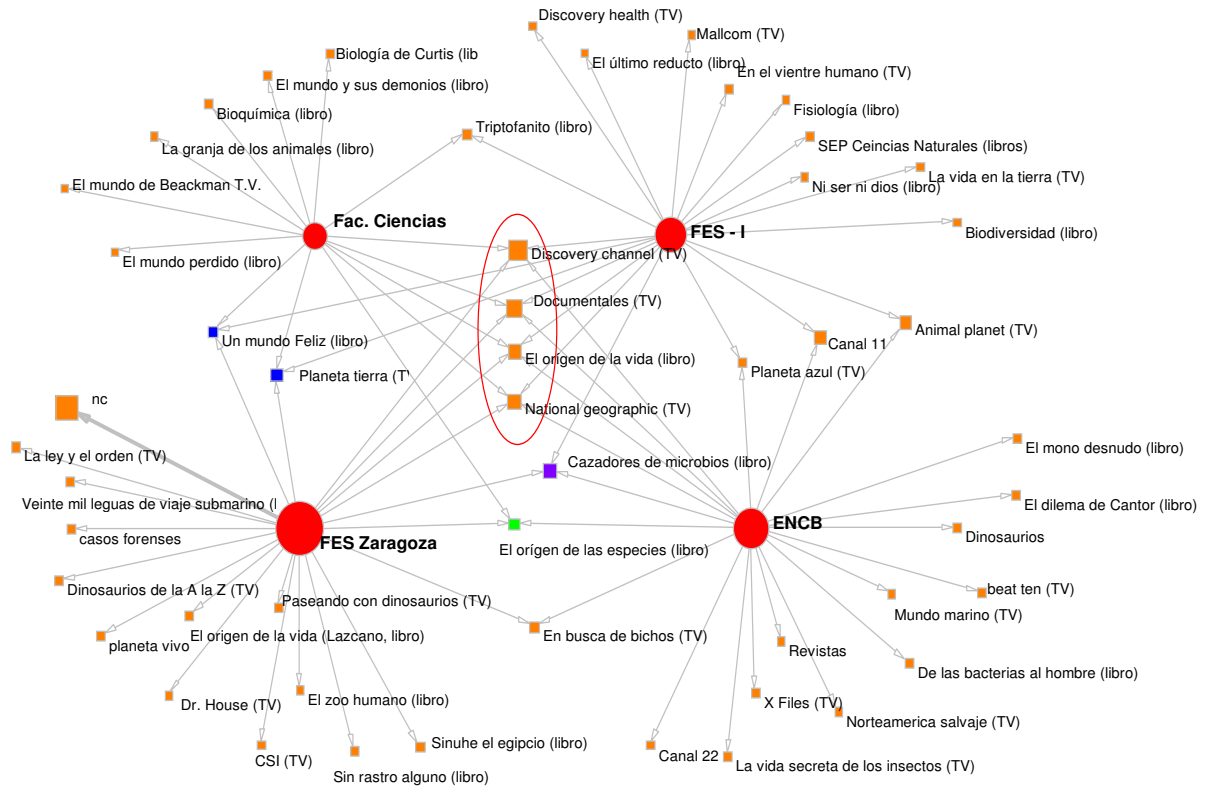 Discovery health (TV)
Mallcom (TV)
Biología de Curtis (lib
El último reducto (libro)
En el vientre humano (TV)
El mundo y sus demonios (libro)
Bioquímica (libro)
Fisiología (libro)
Triptofanito (libro)
SEP Ceincias Naturales (libros)
La granja de los animales (libro)
La vida en la tierra (TV)
El mundo de Beackman T.V.
Ni ser ni dios (libro)
Fac. Ciencias
FES - I
Biodiversidad (libro)
El mundo perdido (libro)
Discovery channel (TV)
Documentales (TV)
Animal planet (TV)
Un mundo Feliz (libro)
Canal 11
El orígen de la vida (libro)
Planeta tierra (T'
Planeta azul (TV)
nc
National geographic (TV)
El mono desnudo (libro)
La ley y el orden (TV)
Cazadores de microbios (libro)
Veinte mil leguas de viaje submarino (l
El dilema de Cantor (libro)
ENCB
casos forenses
FES Zaragoza
Dinosaurios
El orígen de las especies (libro)
Dinosaurios de la A la Z (TV)
beat ten (TV)
Paseando con dinosaurios (TV)
Mundo marino (TV)
planeta vivo
El origen de la vida (Lazcano, libro)
En busca de bichos (TV)
Revistas
De las bacterias al hombre (libro)
Dr. House (TV)
El zoo humano (libro)
X Files (TV)
Norteamerica salvaje (TV)
Sinuhe el egipcio (libro)
CSI (TV)
Canal 22
La vida secreta de los insectos (TV)
Sin rastro alguno (libro)